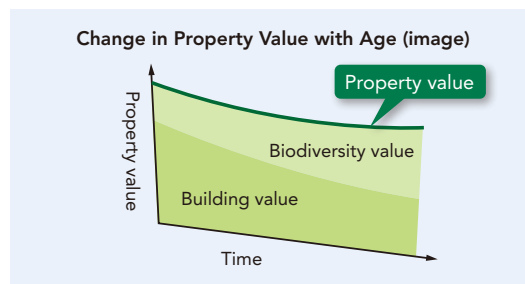 Change in Property Value with Age (image)
Property value
Property value
Biodiversity value
Building value
Time